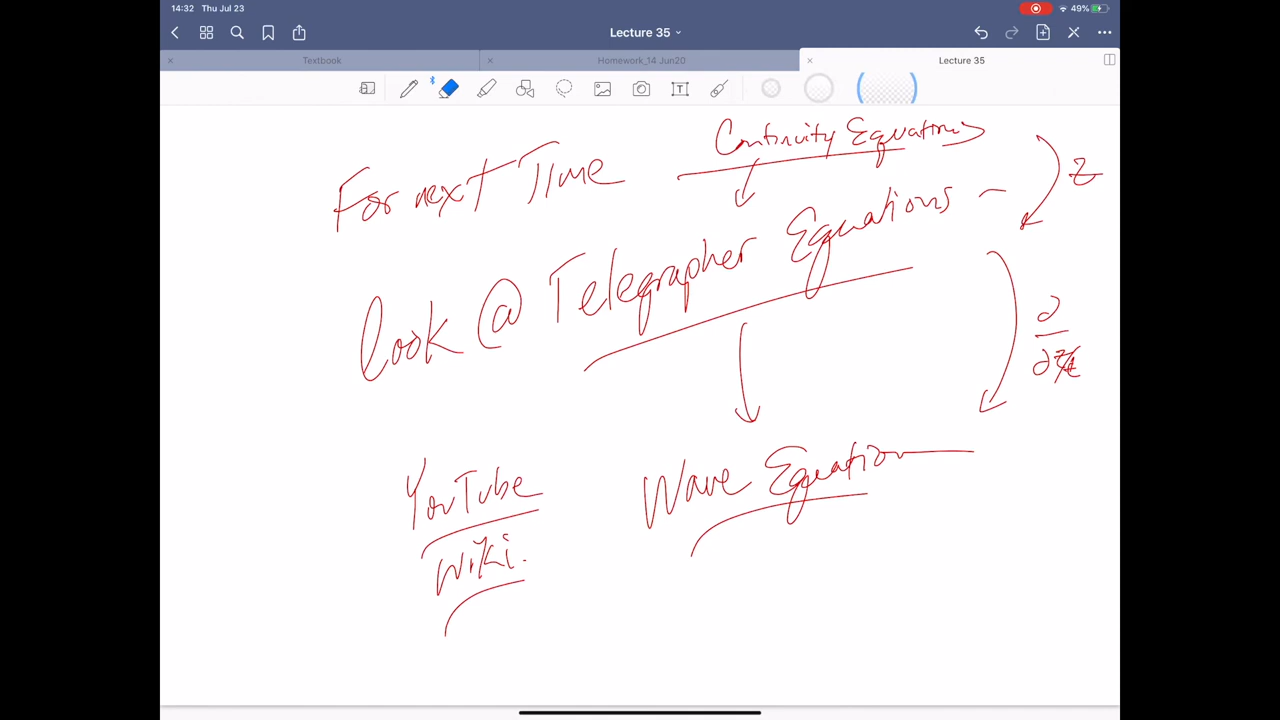 14:32 Thu Jul 23
49%
Lecture 35
Textbook
Homework_14 Jun20
Lecture 35
T
Continuity Equations
For next Time
z
Look @ Telegrapher Equations
∂
∂z/t
YouTube
Wave Equation
Wiki.